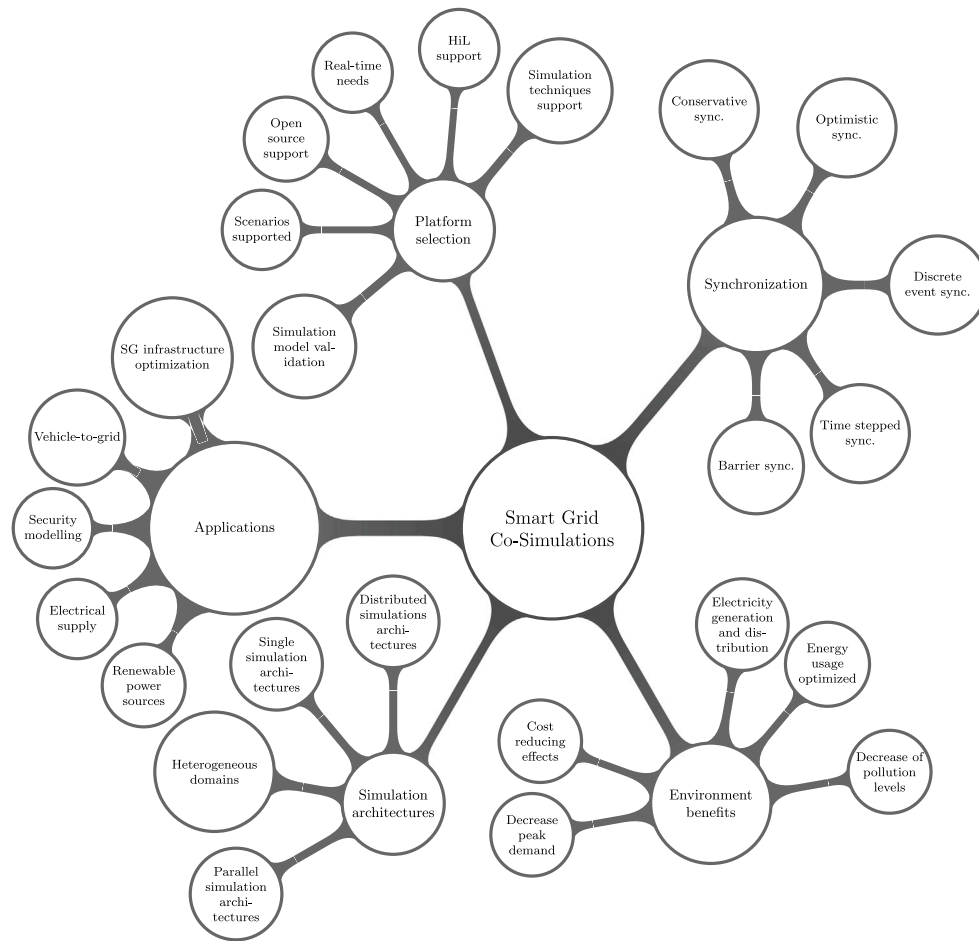 HiL
support
Real-time
needs
Simulation
techniques
support
Conservative
sync.
Optimistic
sync.
Open
source
support
Scenarios
supported
Platform
selection
Simulation
model val-
idation
Synchronization
Discrete
event sync.
SG infrastructure
optimization
Time stepped
sync.
Barrier sync.
Vehicle-to-grid
Security
modelling
Applications
Smart Grid
Co-Simulations
Electrical
supply
Renewable
power
sources
Single
simulation
archi-
tectures
Distributed
simulations
archi-
tectures
Electricity
generation
and dis-
tribution
Energy
usage
optimized
Cost
reducing
effects
Heterogeneous
domains
Simulation
architectures
Environment
benefits
Decrease of
pollution
levels
Decrease
peak
demand
Parallel
simulation
archi-
tectures